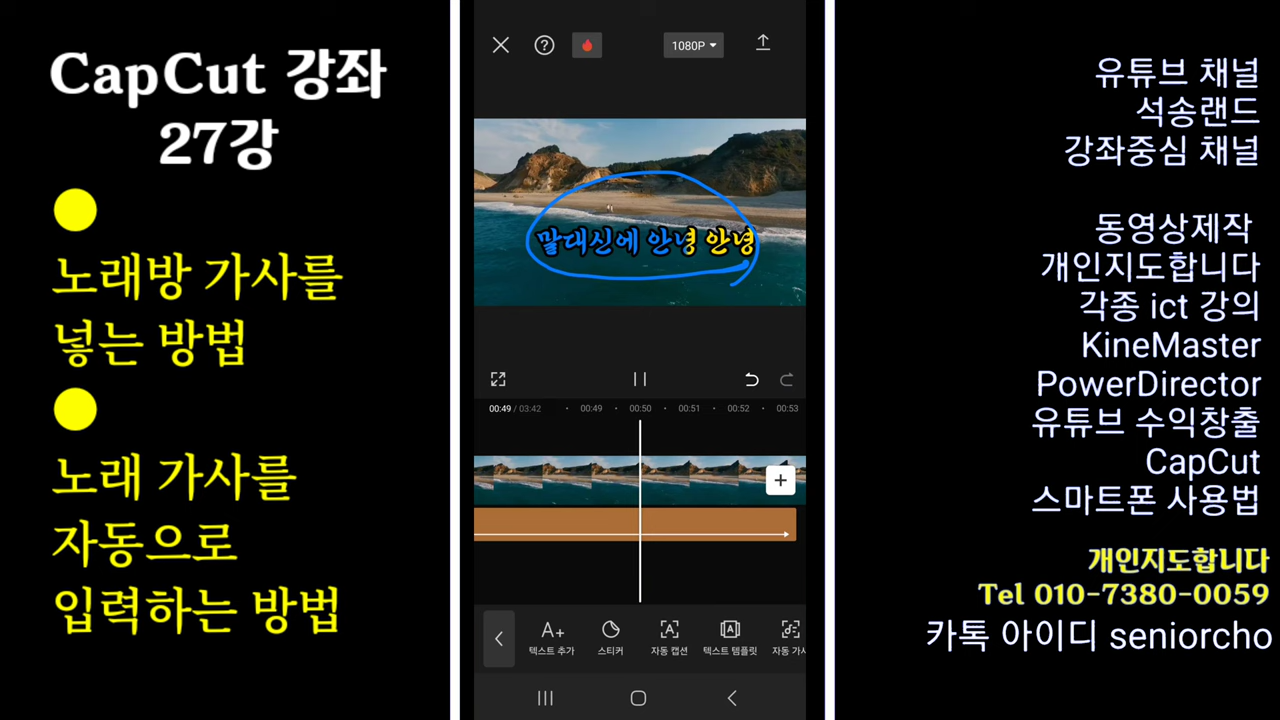 CapCut 강좌
27강
노래방 가사를
넣는 방법
노래 가사를
자동으로
입력하는 방법
1080P
말대신에 안녕 안녕
00:49 / 03:42
00:49
00:50
00:51
00:52
00:53
텍스트 추가
스티커
자동 캡션
텍스트 템플릿
자동 가사
유튜브 채널
석송랜드
강좌중심 채널
동영상제작
개인지도합니다
각종 ict 강의
KineMaster
PowerDirector
유튜브 수익창출
CapCut
스마트폰 사용법
개인지도합니다
Tel 010-7380-0059
카톡 아이디 seniorcho